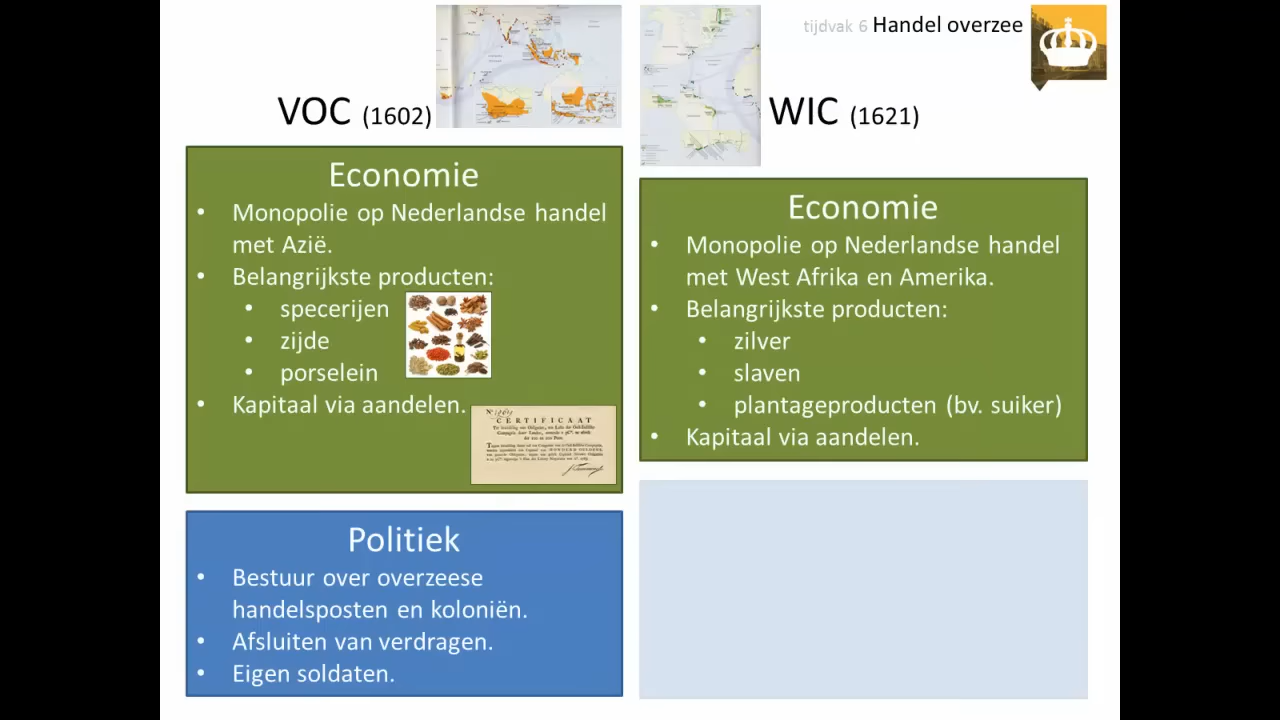 tijdvak 6 Handel overzee
VOC (1602)
Economie
• Monopolie op Nederlandse handel
met Azië.
• Belangrijkste producten:
• specerijen
• zijde
• porselein
• Kapitaal via aandelen.
CERTIFICAAT
Politiek
• Bestuur over overzeese
handelsposten en koloniën.
• Afsluiten van verdragen.
• Eigen soldaten.
WIC (1621)
Economie
• Monopolie op Nederlandse handel
met West Afrika en Amerika.
• Belangrijkste producten:
• zilver
• slaven
• plantageproducten (bv. suiker)
• Kapitaal via aandelen.